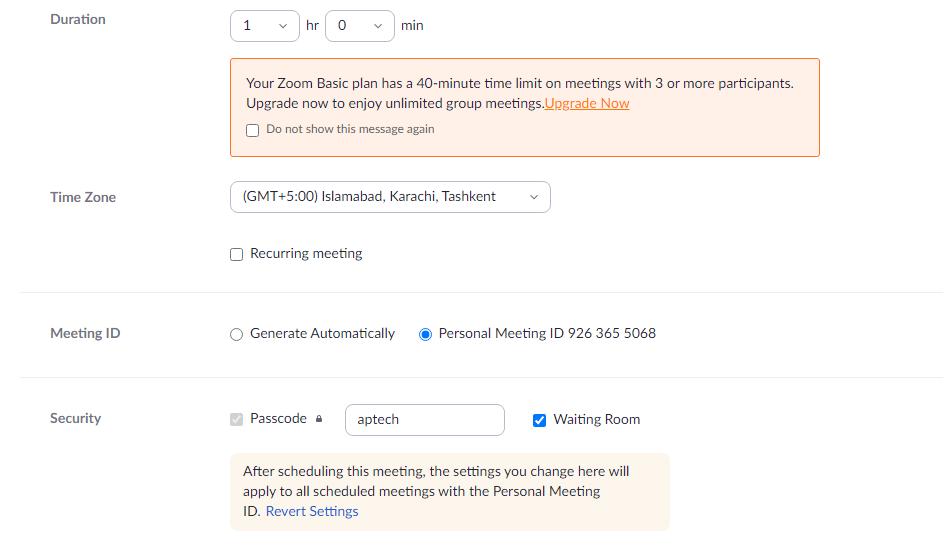 Duration 1 hr 0 min
Your Zoom Basic plan has a 40-minute time limit on meetings with 3 or more participants.
Upgrade now to enjoy unlimited group meetings.Upgrade Now
Do not show this message again
Time Zone (GMT+5:00) Islamabad, Karachi, Tashkent
Recurring meeting
Meeting ID Generate Automatically Personal Meeting ID 926 365 5068
Security Passcode aptech Waiting Room
After scheduling this meeting, the settings you change here will
apply to all scheduled meetings with the Personal Meeting
ID. Revert Settings